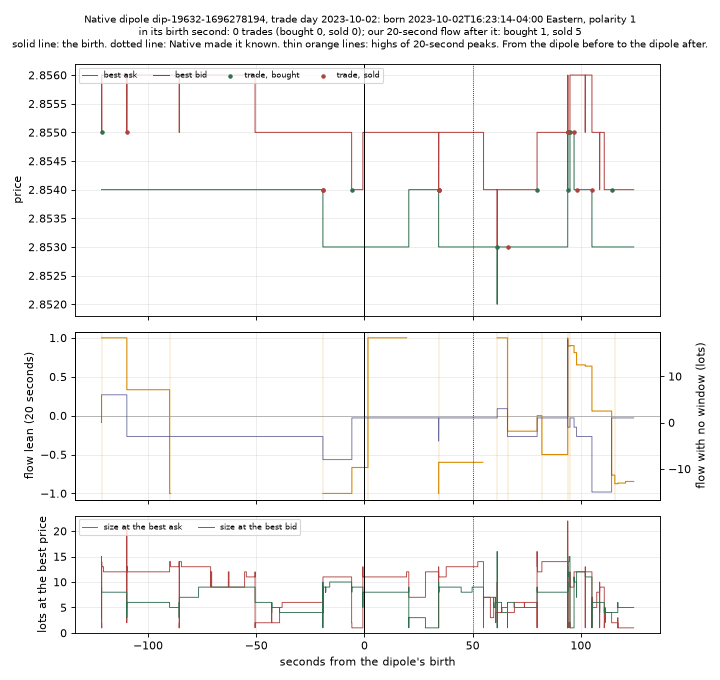 Native dipole dip-19632-1696278194, trade day 2023-10-02: born 2023-10-02T16:23:14-04:00 Eastern, polarity 1
in its birth second: 0 trades (bought 0, sold 0); our 20-second flow after it: bought 1, sold 5
solid line: the birth. dotted line: Native made it known. thin orange lines: highs of 20-second peaks. From the dipole before to the dipole after.
best ask
best bid
trade, bought
trade, sold
2.8560
2.8555
2.8550
2.8545
2.8540
2.8535
2.8530
2.8525
2.8520
price
1.0
0.5
0.0
−0.5
−1.0
flow lean (20 seconds)
10
0
−10
flow with no window (lots)
size at the best ask
size at the best bid
20
15
10
5
0
lots at the best price
−100
−50
0
50
100
seconds from the dipole's birth